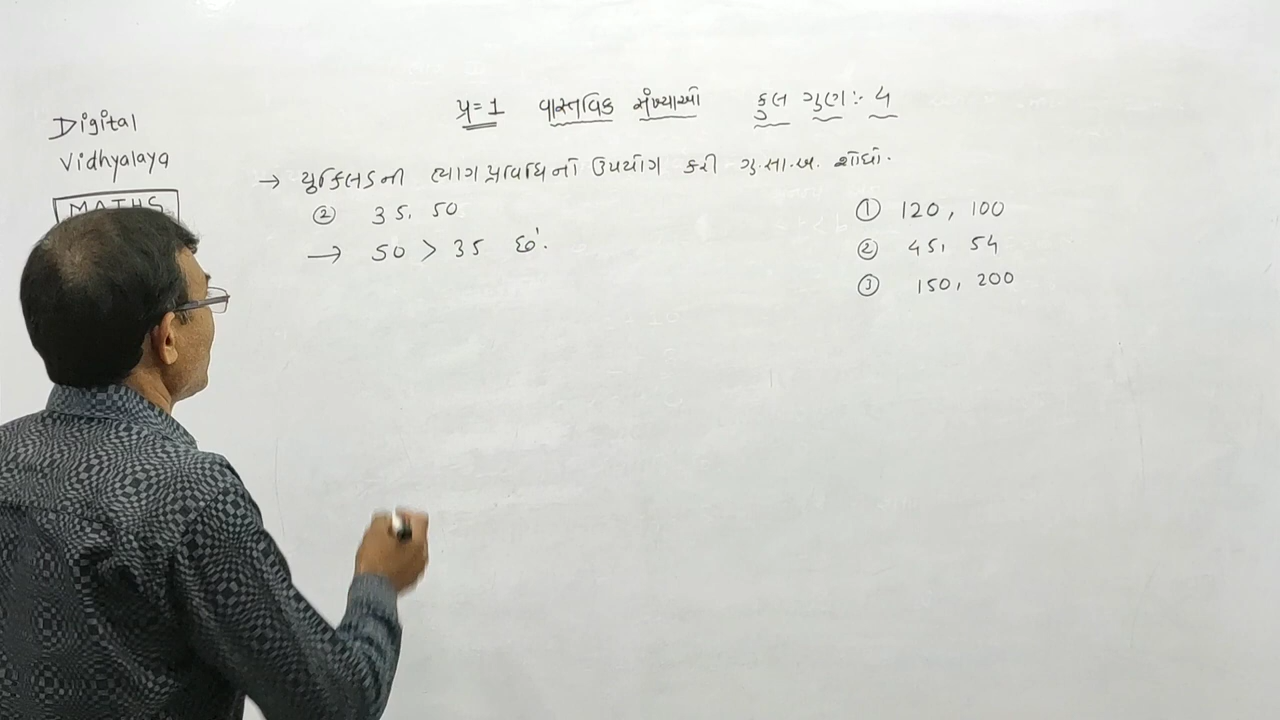 પ્ર=1 વાસ્તવિક સંખ્યાઓ કુલ ગુણ:- 4
Digital
Vidhyalaya
MATHS
→ યુક્લિડની ભાગ પ્રવિધિનો ઉપયોગ કરી ગુ.સા.અ. શોધો.
② 35, 50
→ 50 > 35 છે.
① 120, 100
② 45, 54
③ 150, 200